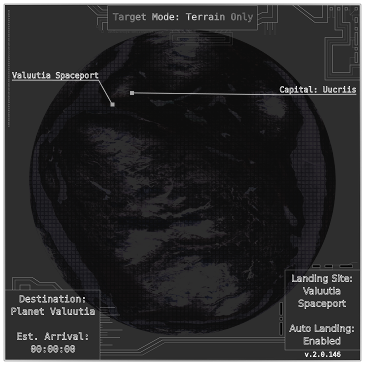 Target Mode: Terrain Only
Valuutia Spaceport
Capital: Uucriis
Landing Site:
Valuutia
Spaceport
Destination:
Planet Valuutia
Auto Landing:
Enabled
Est. Arrival:
00:00:00
v.2.0.146